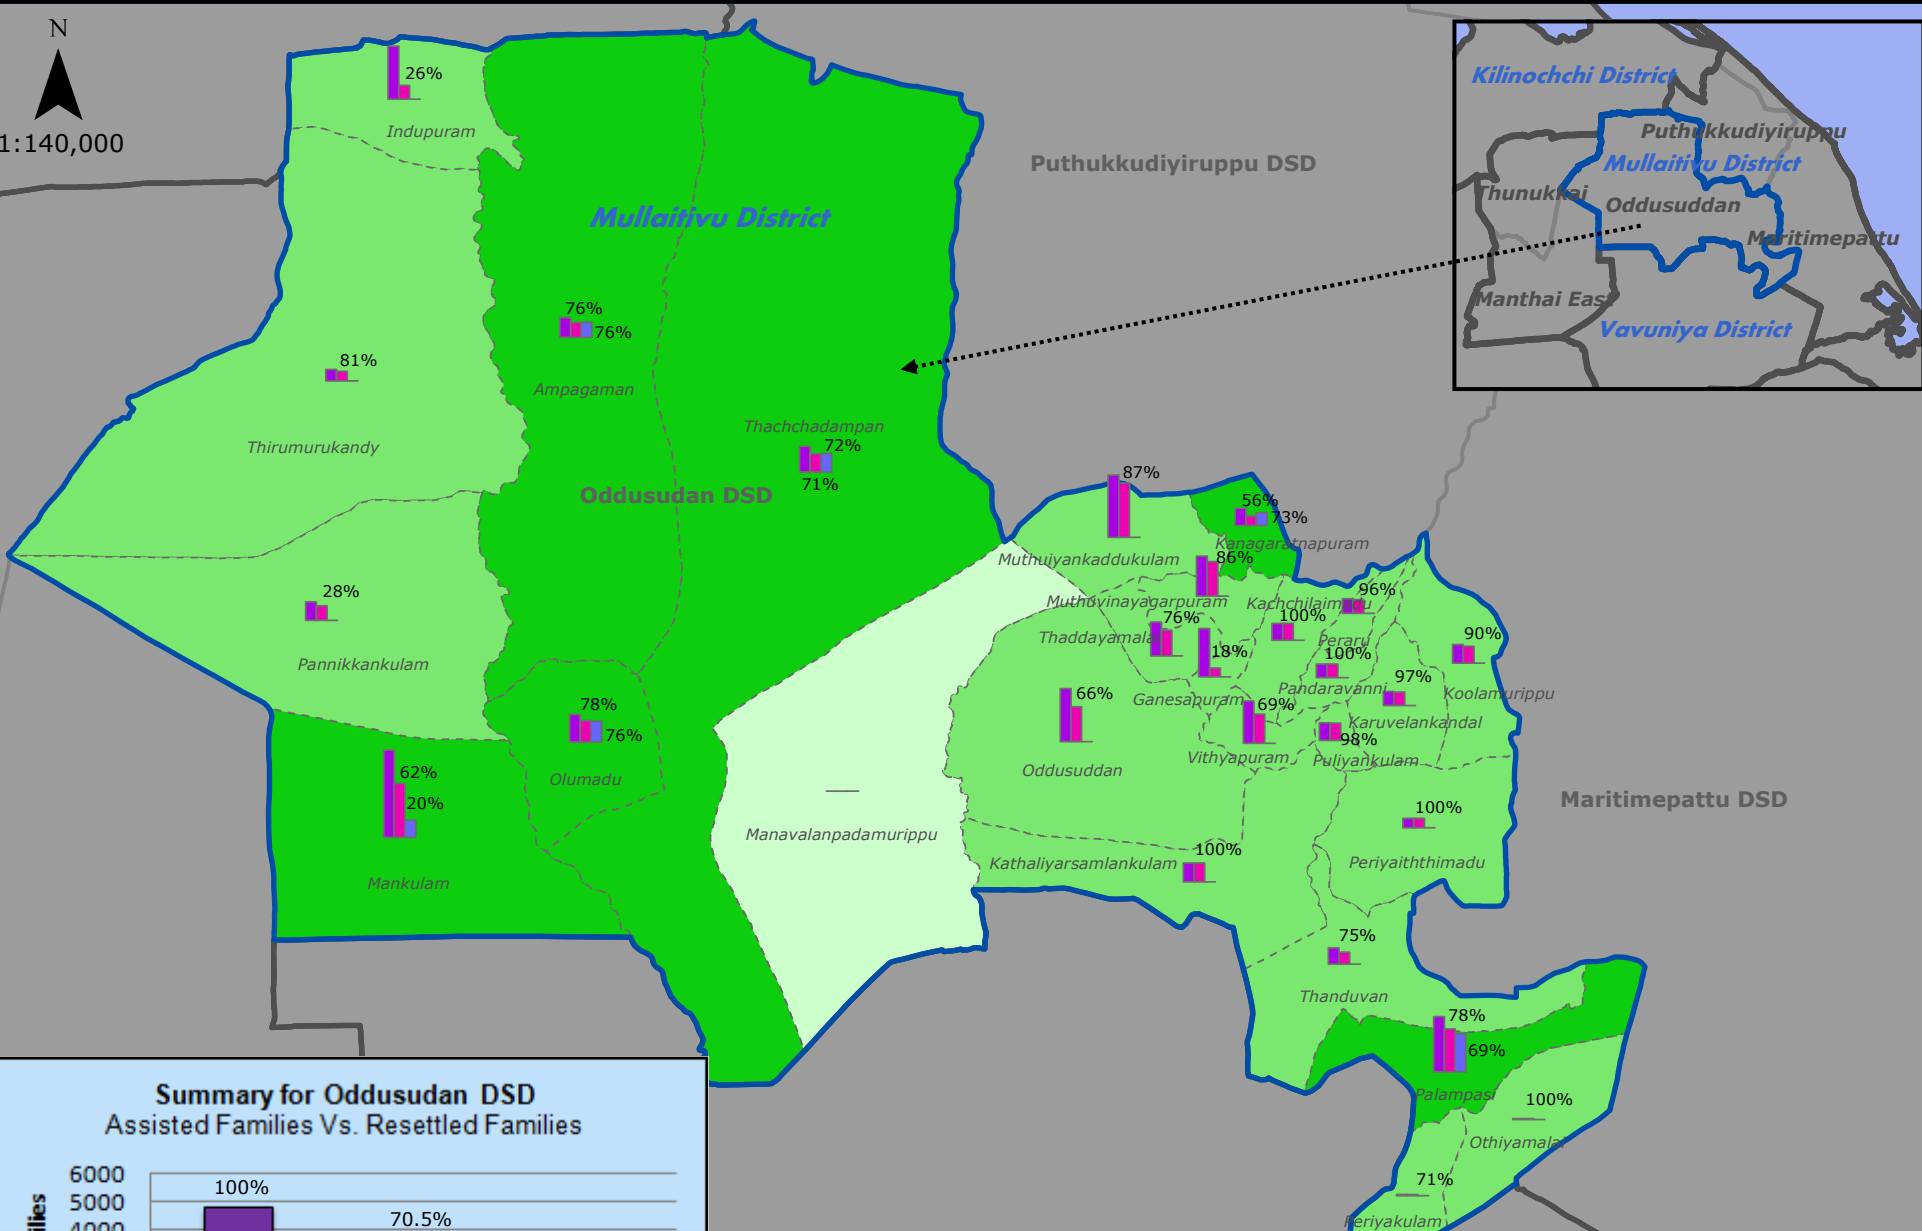 N
1:140,000
26%
Indupuram
Puthukkudiyiruppu DSD
Mullaitivu District
Kilinochchi District
Puthukkudiyiruppu
Mullaitivu District
Thunukkai
Oddusuddan
Maritimepattu
Manthai East
Vavuniya District
76%
76%
Ampagaman
81%
Thirumurukandy
Thachchadampan
72%
71%
Oddusudan DSD
87%
Muthuiyankaddukulam
56%
73%
Kanagaratnapuram
86%
Muthuvinayagarpuram
Kachchilaimadu
96%
28%
Pannikkankulam
Thaddayamalai
76%
18%
100%
Peraru
100%
90%
Ganesapuram
Pandaravanni
97%
Koolamurippu
66%
Oddusuddan
69%
Vithyapuram
98%
Karuvelankandal
Puliyankulam
78%
76%
Olumadu
62%
20%
Mankulam
Manavalanpadamurippu
Maritimepattu DSD
100%
Periyaiththimadu
Kathaliyarsamlankulam
100%
75%
Thanduvan
78%
69%
Palampasi
100%
Othiyamalai
71%
Periyakulam
Summary for Oddusudan DSD
Assisted Families Vs. Resettled Families
6000
5000
4000
100%
70.5%